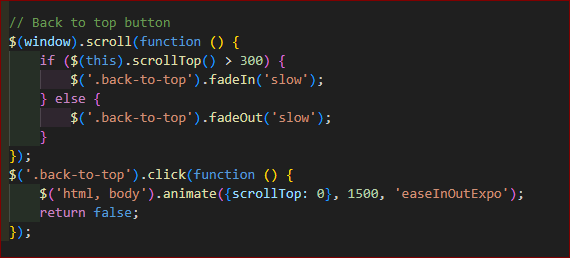 // Back to top button
$(window).scroll(function () {
    if ($(this).scrollTop() > 300) {
        $('.back-to-top').fadeIn('slow');
    } else {
        $('.back-to-top').fadeOut('slow');
    }
});
$('.back-to-top').click(function () {
    $('html, body').animate({scrollTop: 0}, 1500, 'easeInOutExpo');
    return false;
});